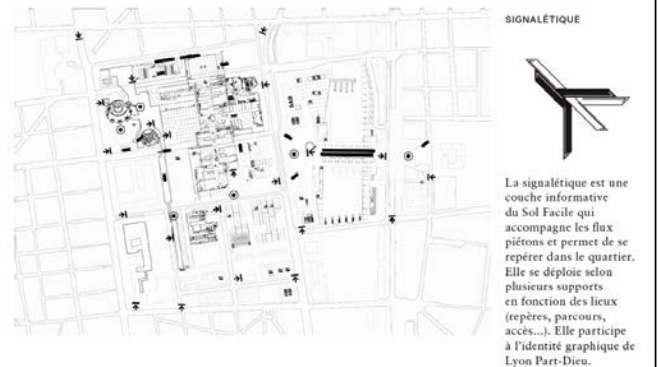 SIGNALÉTIQUE
La signalétique est une
couche informative
du Sol Facile qui
accompagne les flux
piétons et permet de se
repérer dans le quartier.
Elle se déploie selon
plusieurs supports
en fonction des lieux
(repères, parcours,
accès...). Elle participe
à l'identité graphique de
Lyon Part-Dieu.